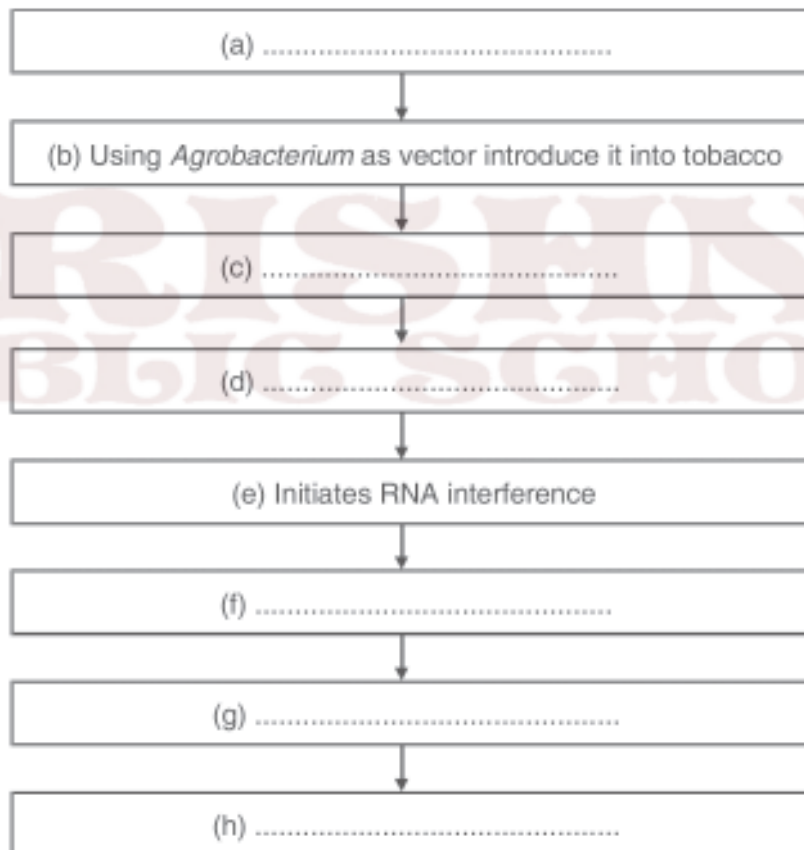 (a) ............................................
(b) Using Agrobacterium as vector introduce it into tobacco
(c) .............................................
(d) .............................................
(e) Initiates RNA interference
(f) .............................................
(g) ..............................................
(h) ..............................................